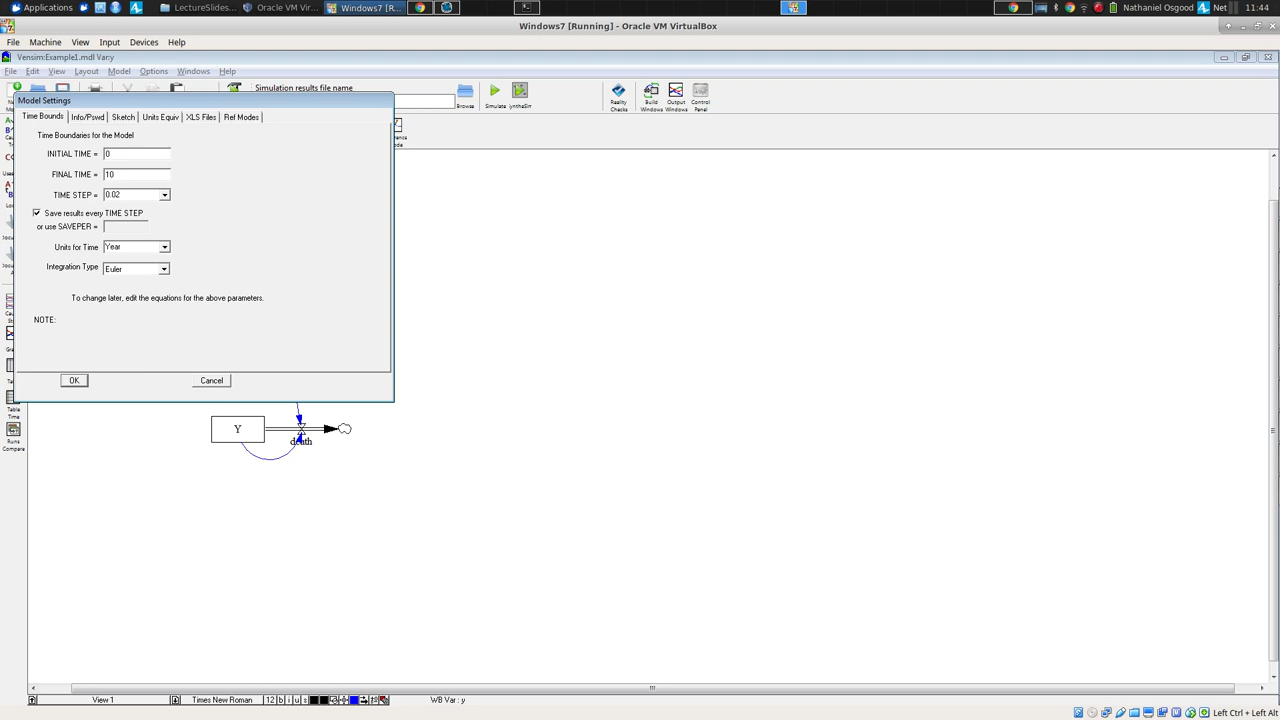 Applications LectureSlides... Oracle VM Virt... Windows7 [R... Nathaniel Osgood Net 11:44
Windows7 [Running] - Oracle VM VirtualBox
File Machine View Input Devices Help
Vensim:Example1.mdl Var:y
File Edit View Layout Model Options Windows Help
Simulation results file name
Browse Simulate Reality Checks Build Windows Output Windows Control Panel
Model Settings
Time Bounds Info/Pswd Sketch Units Equiv XLS Files Ref Modes
Time Boundaries for the Model
INITIAL TIME = 0
FINAL TIME = 10
TIME STEP = 0.02
Save results every TIME STEP
or use SAVEPER =
Units for Time Year
Integration Type Euler
To change later, edit the equations for the above parameters.
NOTE:
OK Cancel
Table Time
Runs Compare
Y
death
View 1 Times New Roman 12 b i u s WB Var : y
Left Ctrl + Left Alt